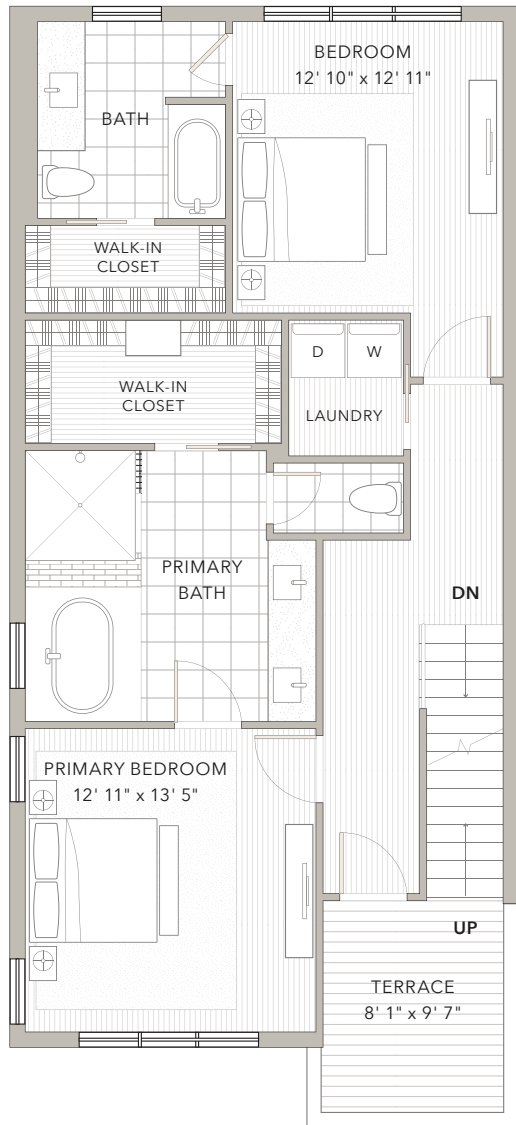 BEDROOM
12' 10" x 12' 11"
BATH
WALK-IN
CLOSET
D
W
WALK-IN
CLOSET
LAUNDRY
PRIMARY
BATH
DN
PRIMARY BEDROOM
12' 11" x 13' 5"
UP
TERRACE
8' 1" x 9' 7"